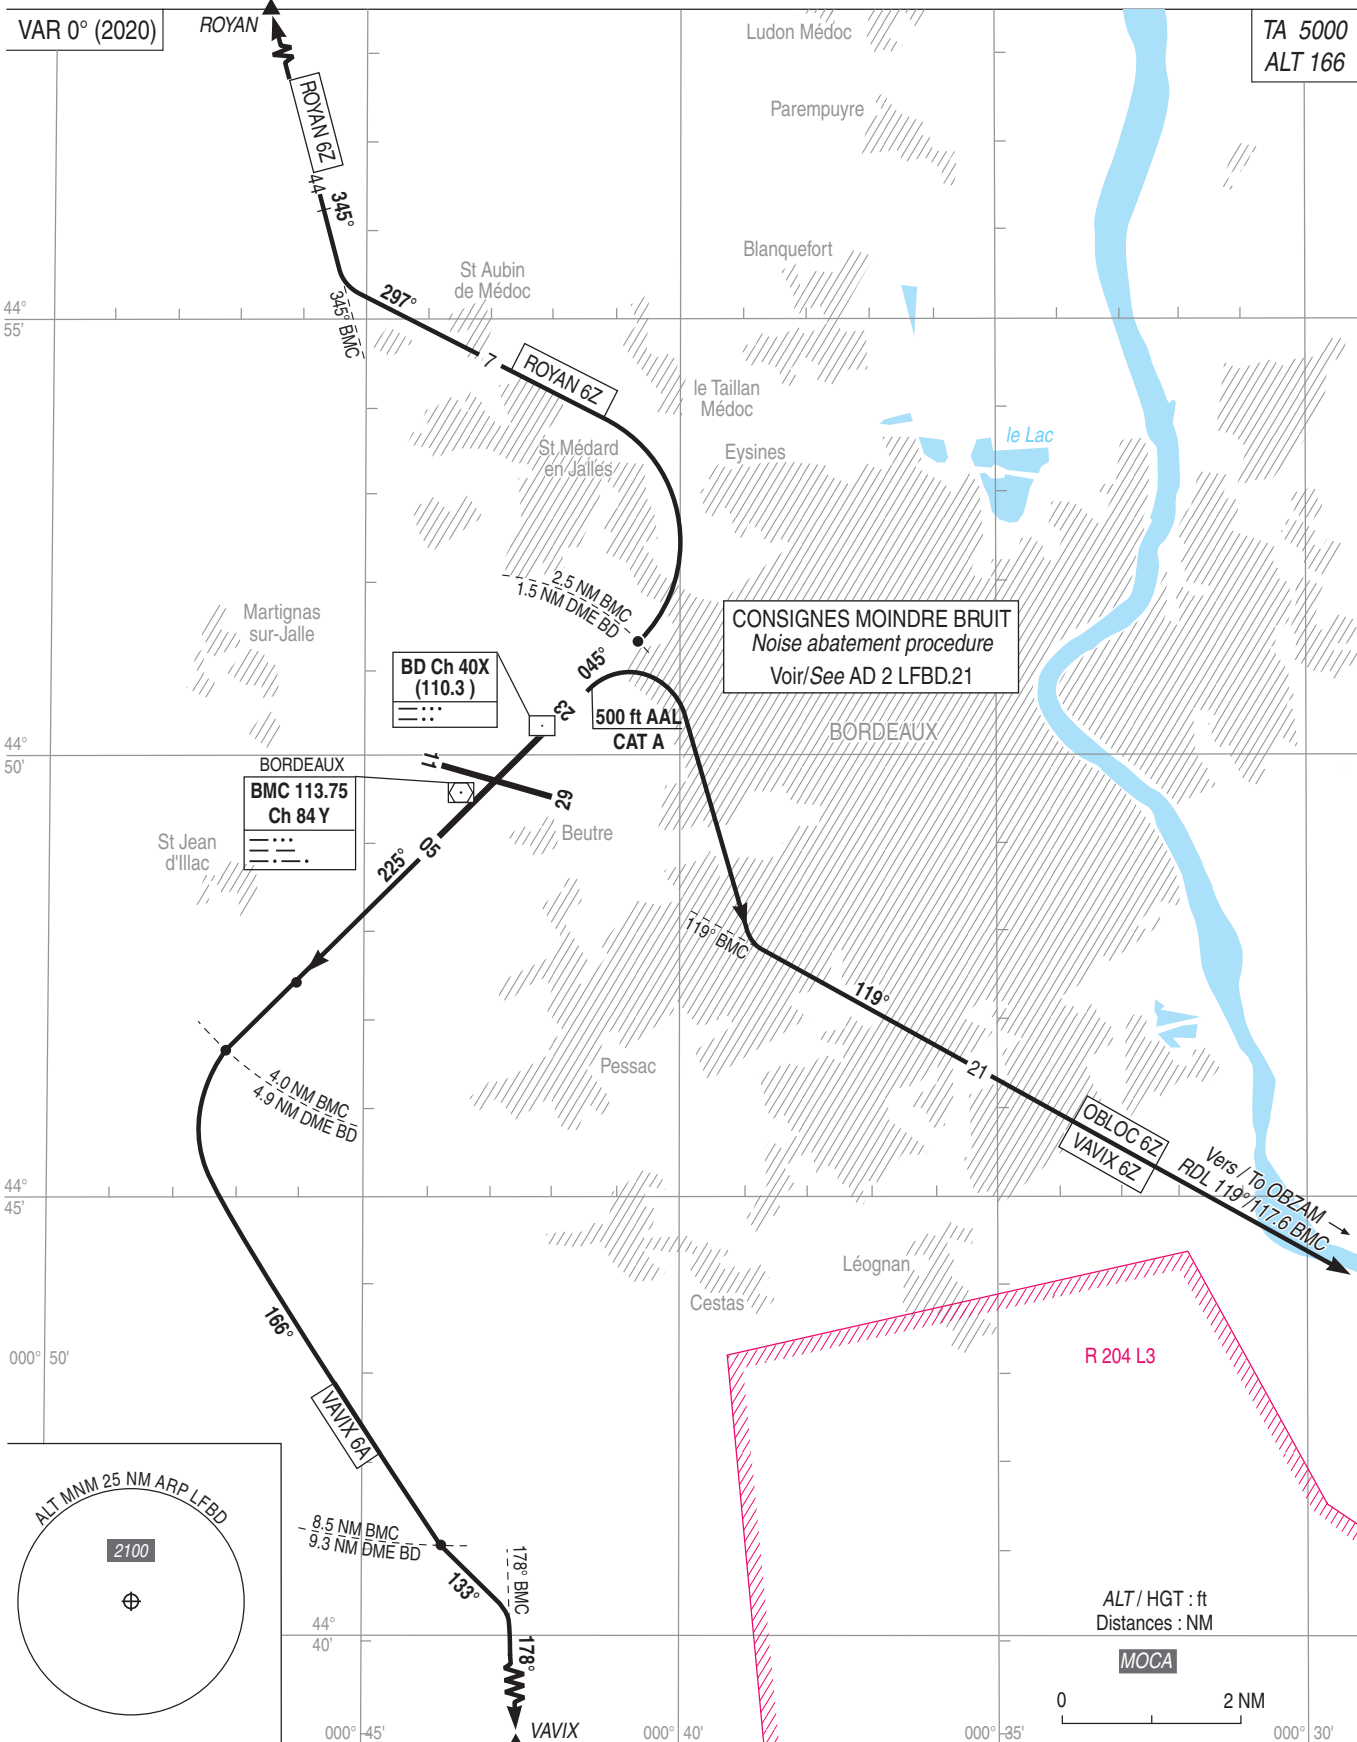 VAR 0° (2020)
ROYAN
TA 5000
ALT 166
Ludon Médoc
Parempuyre
ROYAN 6Z
44
345°
Blanquefort
St Aubin
de Médoc
297°
345° BMC
44°
55'
7
ROYAN 6Z
le Taillan
Médoc
le Lac
St Médard
en Jalles
Eysines
2.5 NM BMC
1.5 NM DME BD
Martignas
sur-Jalle
CONSIGNES MOINDRE BRUIT
Noise abatement procedure
Voir/See AD 2 LFBD.21
BD Ch 40X
(110.3 )
045°
23
500 ft AAL
CAT A
BORDEAUX
44°
50'
BORDEAUX
11
29
BMC 113.75
Ch 84 Y
Beutre
St Jean
d'Illac
05
225°
119° BMC
119°
Pessac
21
4.0 NM BMC
4.9 NM DME BD
OBLOC 6Z
VAVIX 6Z
Vers / To OBZAM
RDL 119°/117.6 BMC
44°
45'
Léognan
Cestas
166°
000° 50'
R 204 L3
VAVIX 6A
ALT MNM 25 NM ARP LFBD
2100
8.5 NM BMC
9.3 NM DME BD
133°
178° BMC
44°
40'
178°
ALT / HGT : ft
Distances : NM
MOCA
0 2 NM
VAVIX
000° 45'
000° 40'
000° 35'
000° 30'